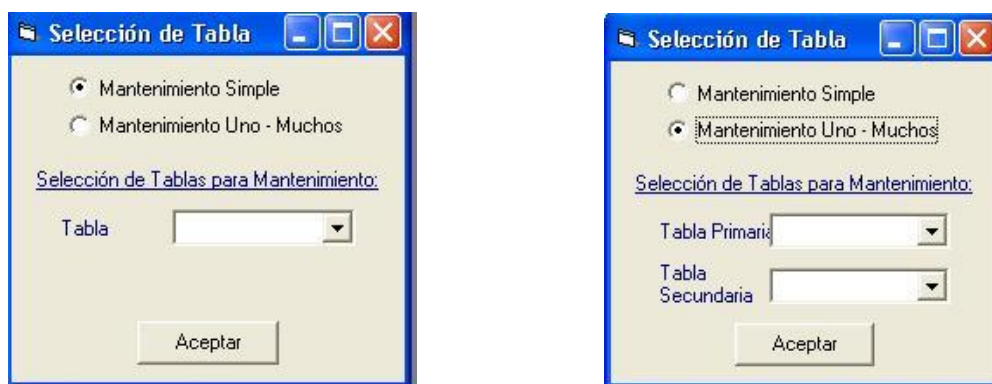 Selección de Tabla
Mantenimiento Simple
Mantenimiento Uno - Muchos
Selección de Tablas para Mantenimiento:
Tabla
Aceptar
Selección de Tabla
Mantenimiento Simple
Mantenimiento Uno - Muchos
Selección de Tablas para Mantenimiento:
Tabla Primaria
Tabla
Secundaria
Aceptar